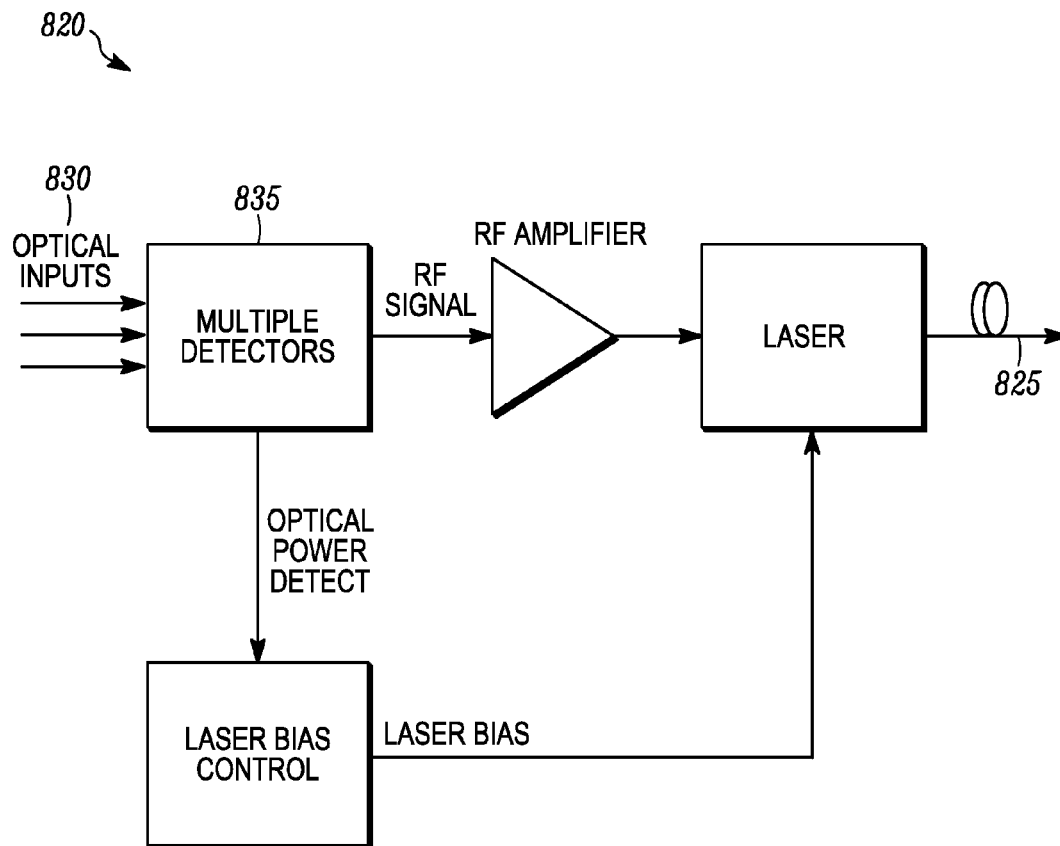 820
830
OPTICAL
INPUTS
835
MULTIPLE
DETECTORS
RF
SIGNAL
RF AMPLIFIER
LASER
825
OPTICAL
POWER
DETECT
LASER BIAS
CONTROL
LASER BIAS